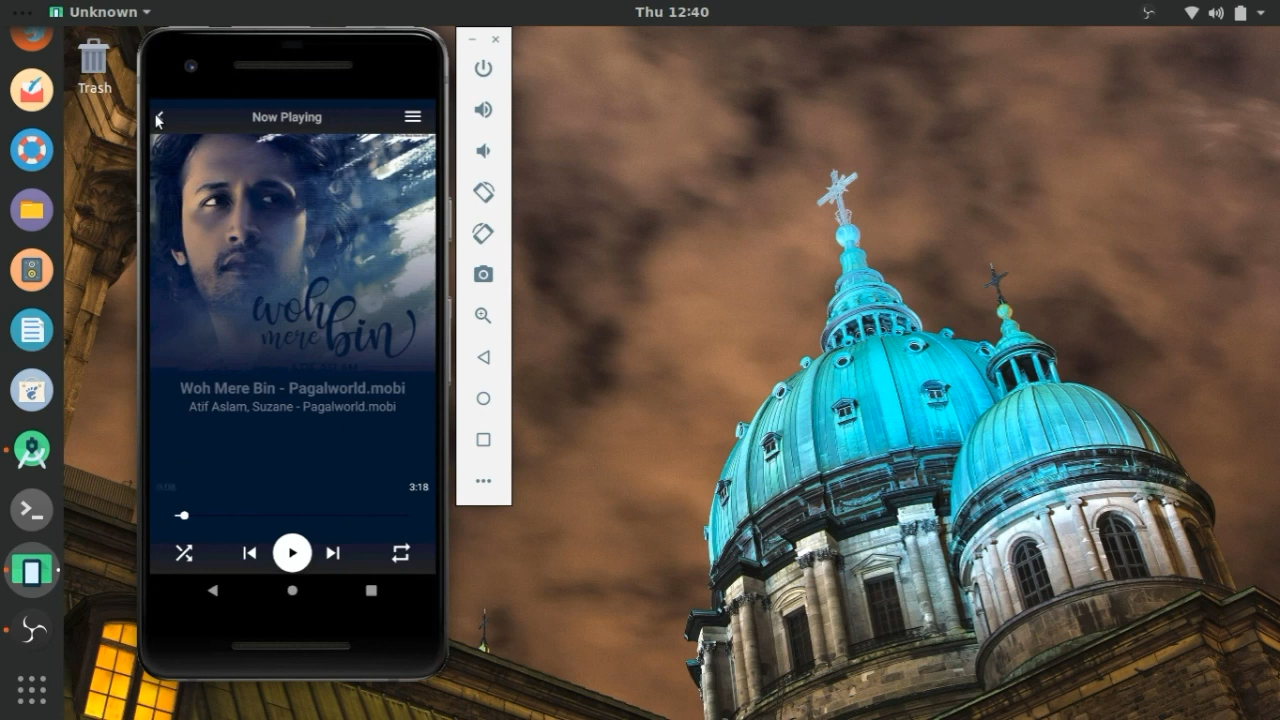 Unknown
Thu 12:40
Trash
Now Playing
woh
mere bin
Woh Mere Bin - Pagalworld.mobi
Atif Aslam, Suzane - Pagalworld.mobi
3:18